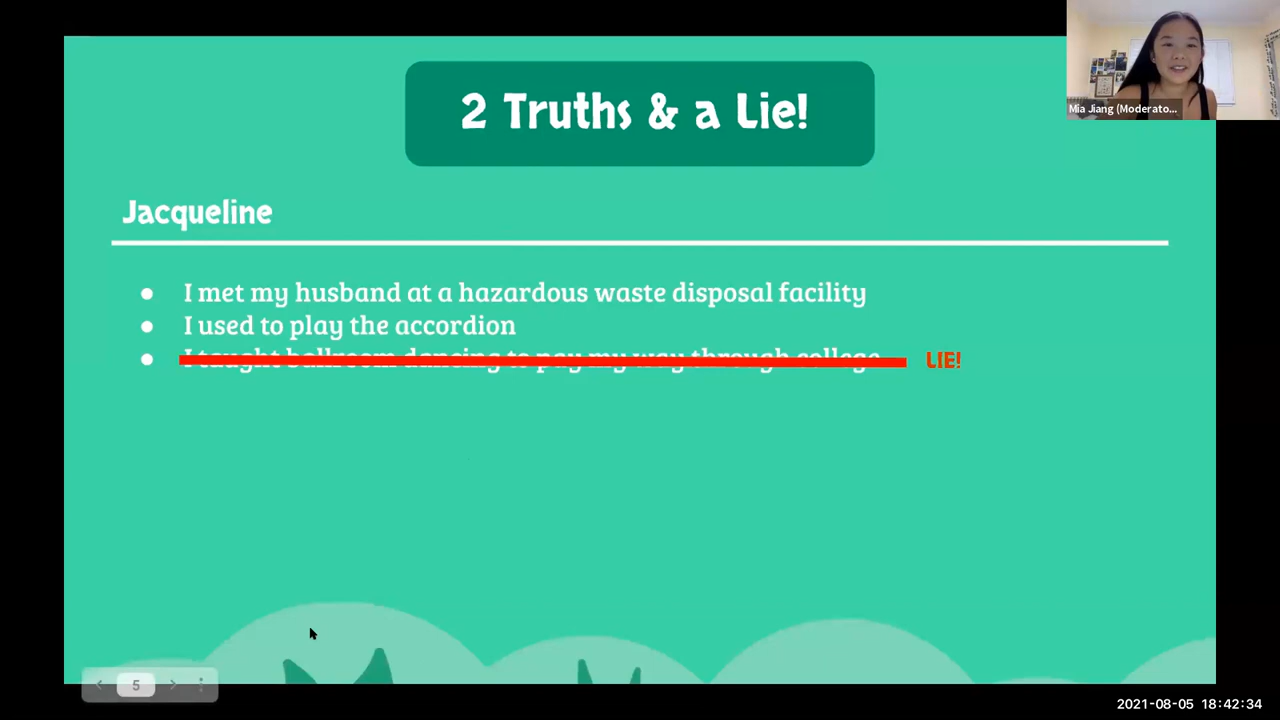 2 Truths & a Lie!
Mia Jiang (Moderato...
Jacqueline
I met my husband at a hazardous waste disposal facility
I used to play the accordion
I taught ballroom dancing to pay my way through college LIE!
5
2021-08-05 18:42:34